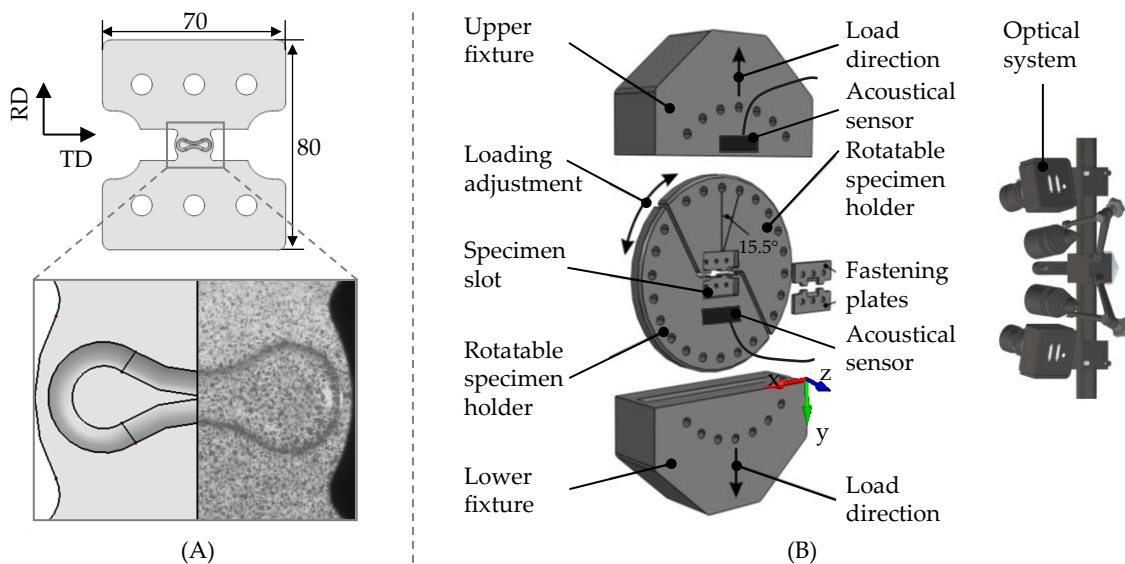 70
RD
TD
80
(A)
Upper
fixture
Load
direction
Acoustical
sensor
Optical
system
Loading
adjustment
Rotatable
specimen
holder
15.5°
Specimen
slot
Fastening
plates
Rotatable
specimen
holder
Acoustical
sensor
x
z
y
Lower
fixture
Load
direction
(B)